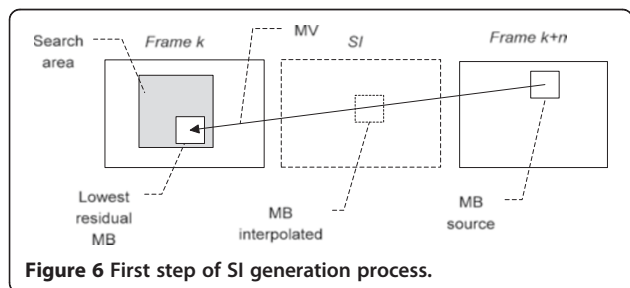 Search
area
Frame k
MV
SI
Frame k+n
Lowest
residual
MB
MB
interpolated
MB
source
Figure 6 First step of SI generation process.